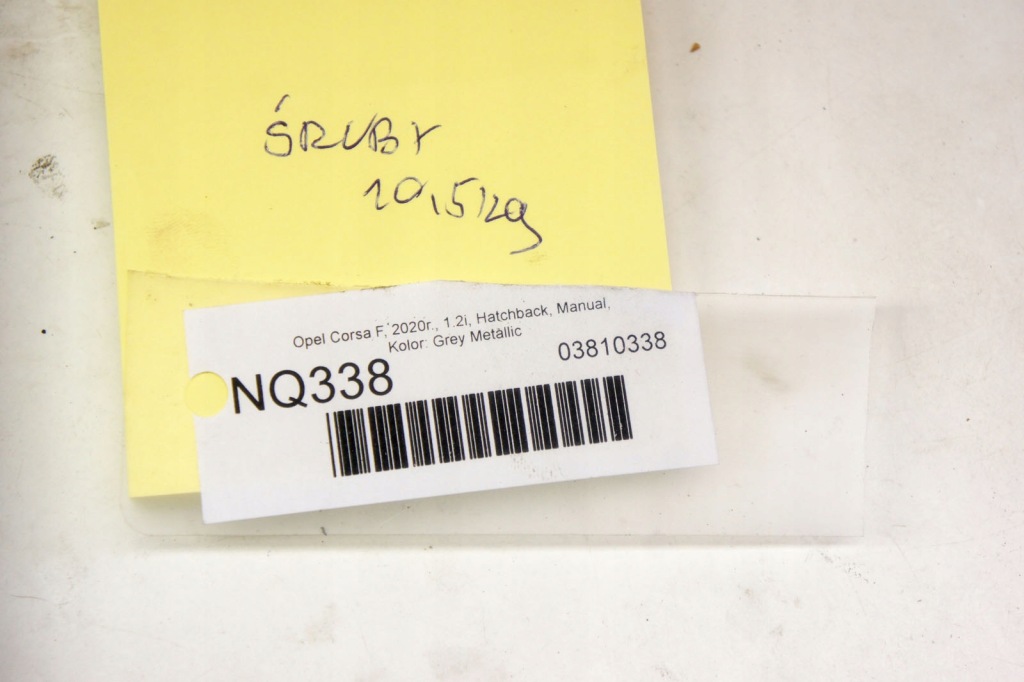 ŚRUBY
10,5kg
Opel Corsa F, 2020r., 1.2i, Hatchback, Manual,
Kolor: Grey Metallic
03810338
NQ338